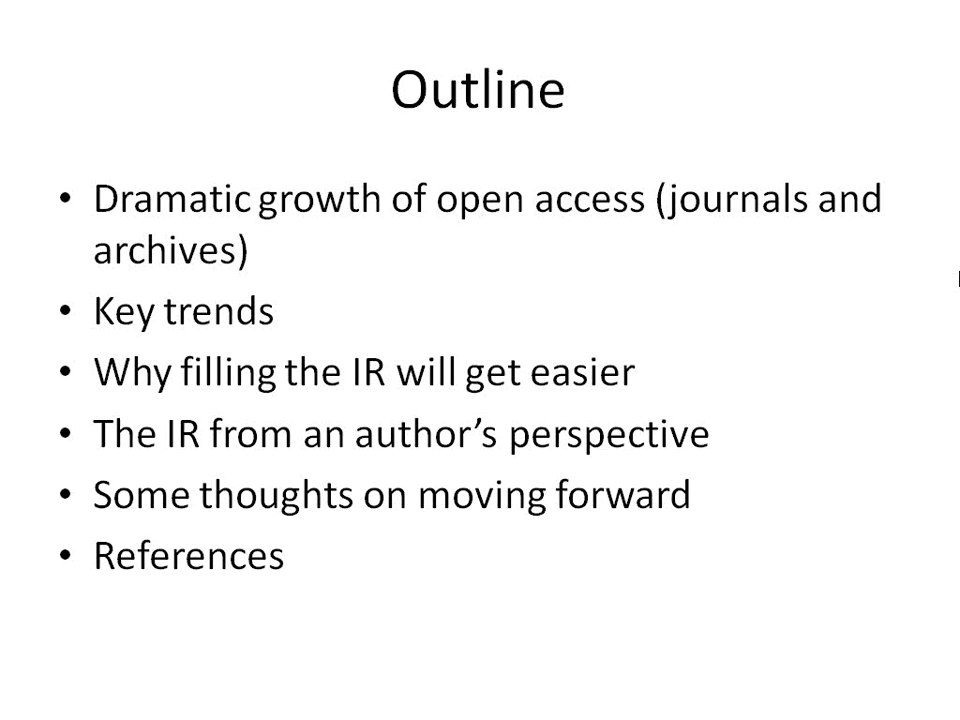 Outline
• Dramatic growth of open access (journals and
archives)
• Key trends
• Why filling the IR will get easier
• The IR from an author’s perspective
• Some thoughts on moving forward
• References